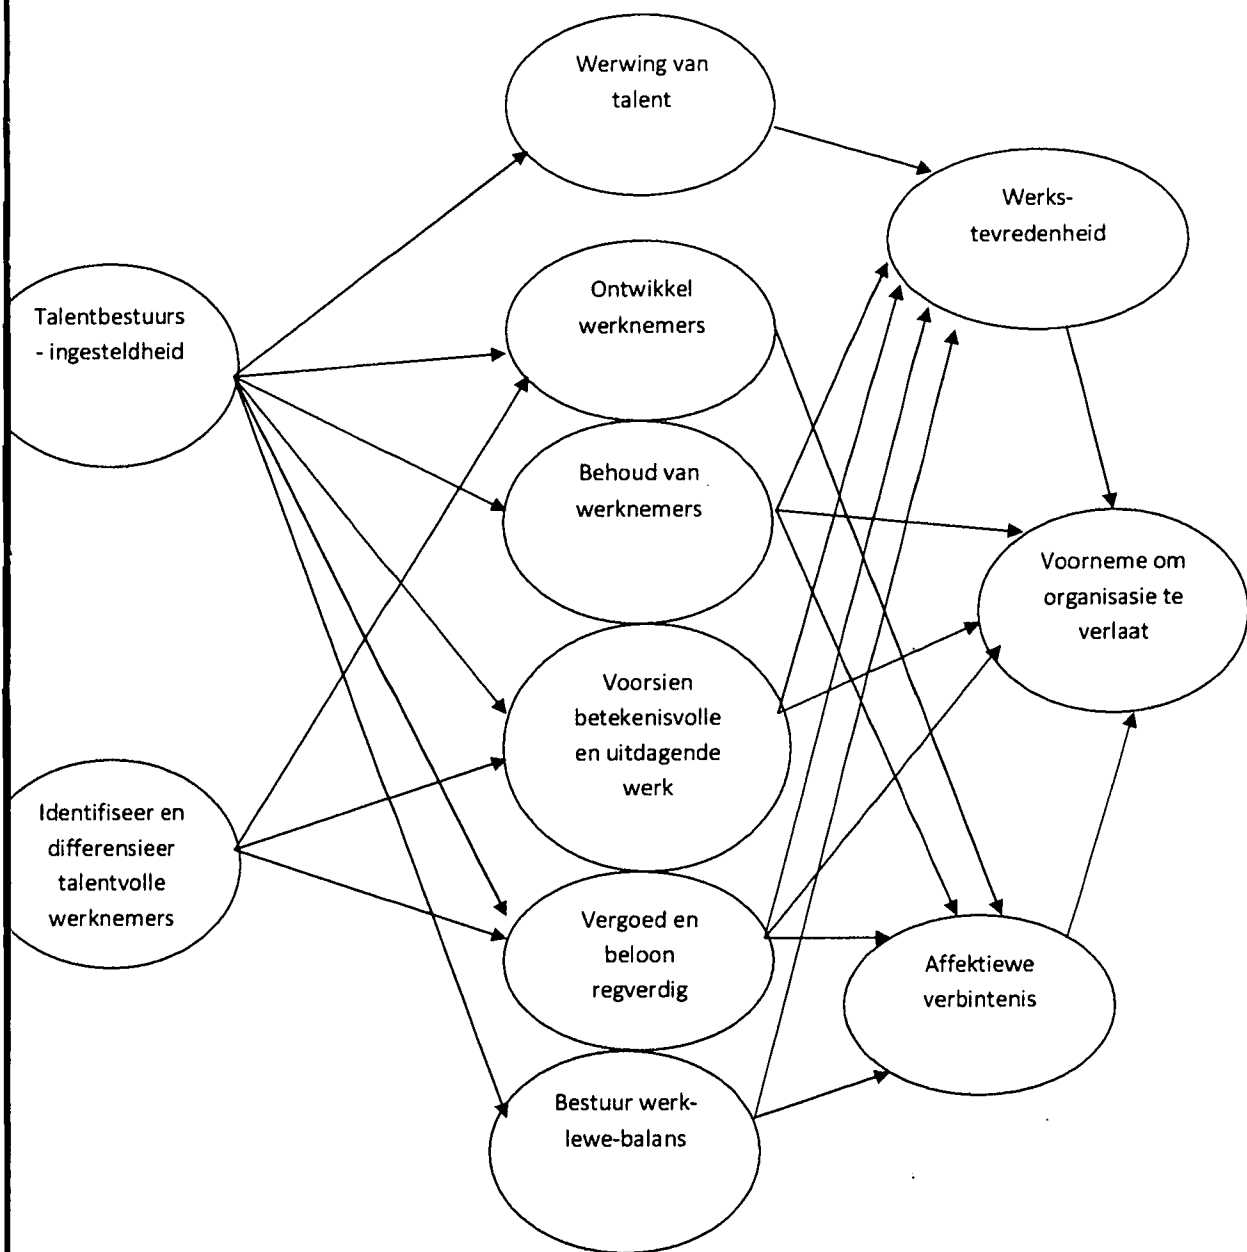 Werwing van
talent
Werks-
tevredenheid
Ontwikkel
werknemers
Talentbestuurs
- ingesteldheid
Behoud van
werknemers
Voorneme om
organisasie te
verlaat
Voorsien
betekenisvolle
en uitdagende
werk
Identifiseer en
differensieer
talentvolle
werknemers
Vergoed en
beloon
regverdig
Affektiewe
verbintenis
Bestuur werk-
lewe-balans